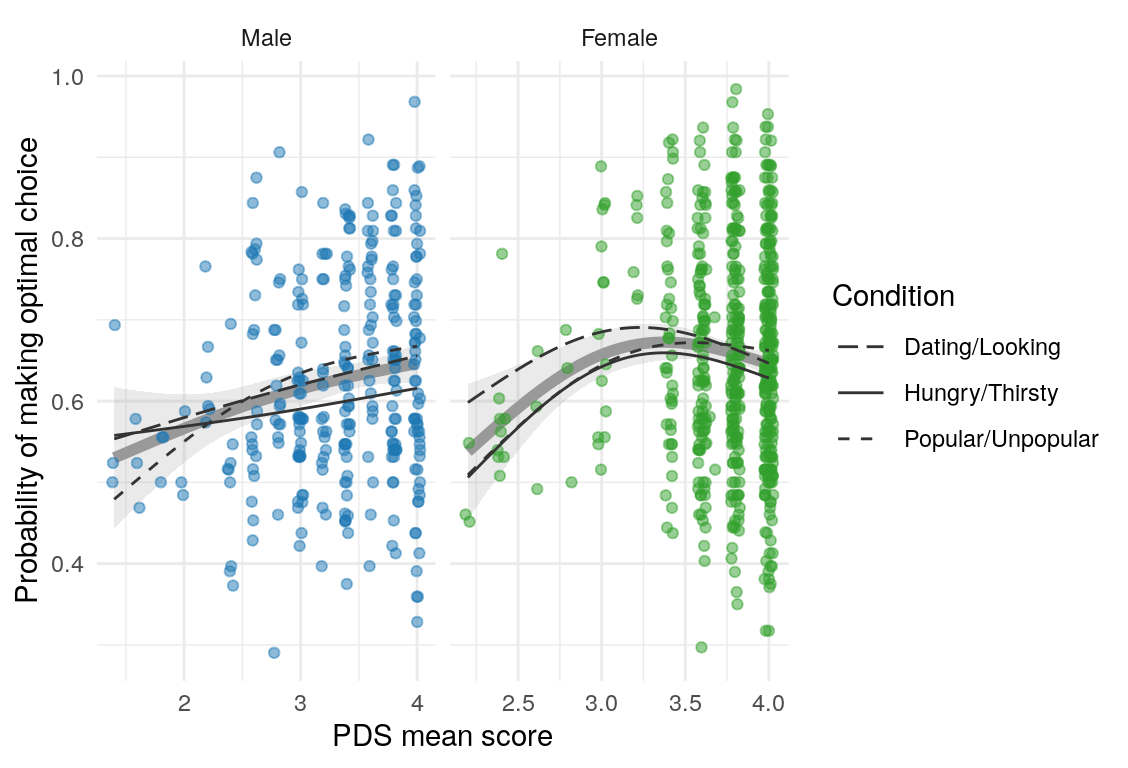 Male Female
1.0
0.8
0.6
0.4
Probability of making optimal choice
2 3 4 2.5 3.0 3.5 4.0
PDS mean score
Condition
Dating/Looking
Hungry/Thirsty
Popular/Unpopular